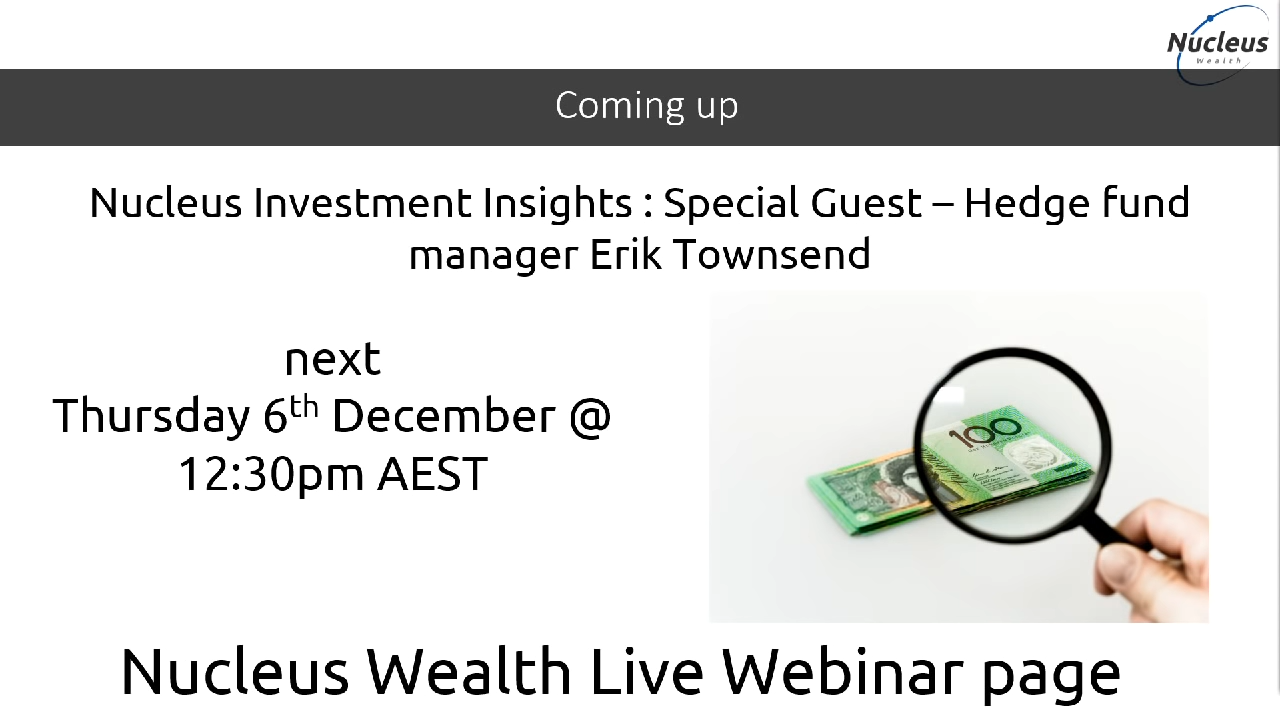 Nucleus
Wealth
Coming up
Nucleus Investment Insights : Special Guest – Hedge fund
manager Erik Townsend
next
Thursday 6th December @
12:30pm AEST
100
Nucleus Wealth Live Webinar page